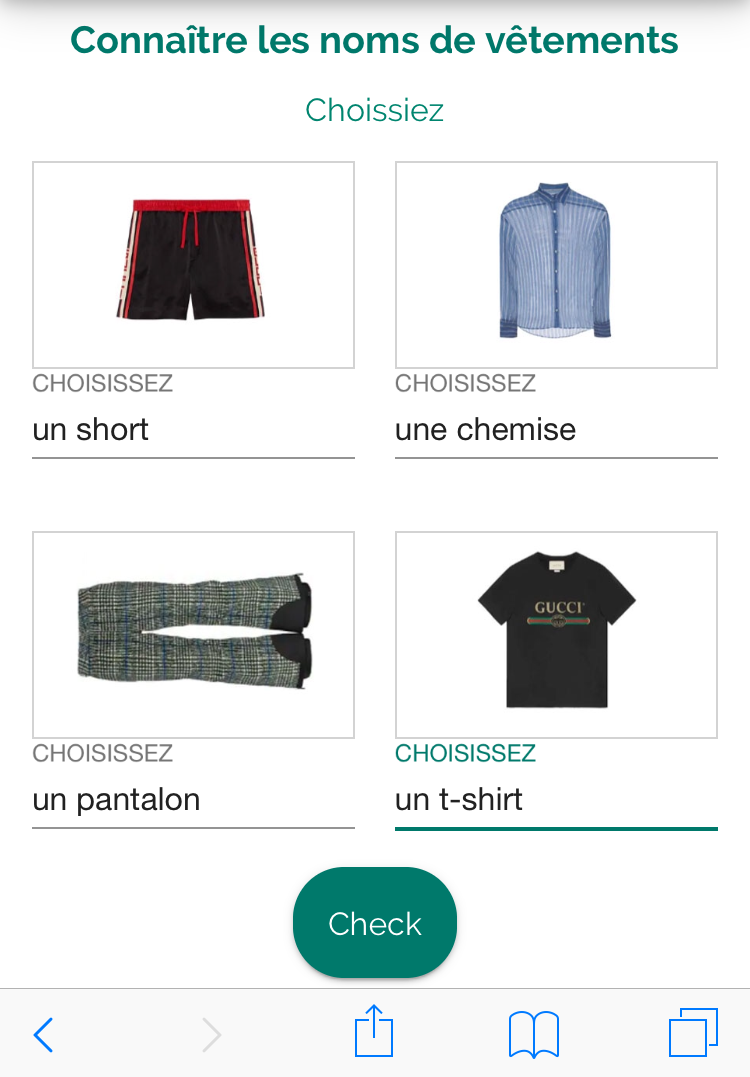 Connaître les noms de vêtements
Choissiez
CHOISISSEZ
un short
CHOISISSEZ
une chemise
GUCCI
CHOISISSEZ
un pantalon
CHOISISSEZ
un t-shirt
Check